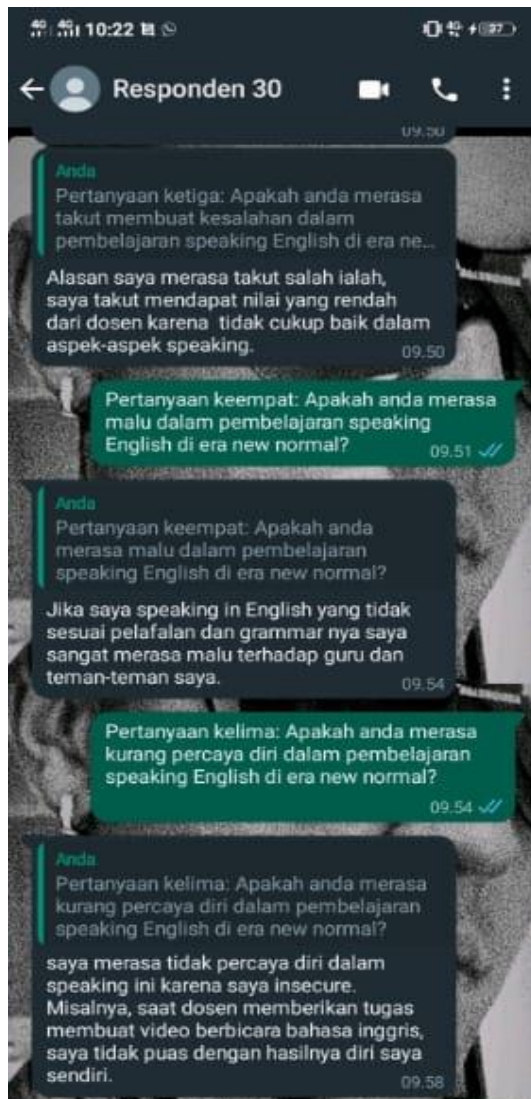 10:22
37
Responden 30
09.50
Anda
Pertanyaan ketiga: Apakah anda merasa
takut membuat kesalahan dalam
pembelajaran speaking English di era ne...
Alasan saya merasa takut salah ialah,
saya takut mendapat nilai yang rendah
dari dosen karena tidak cukup baik dalam
aspek-aspek speaking.
09.50
Pertanyaan keempat: Apakah anda merasa
malu dalam pembelajaran speaking
English di era new normal?
09.51
Anda
Pertanyaan keempat: Apakah anda
merasa malu dalam pembelajaran
speaking English di era new normal?
Jika saya speaking in English yang tidak
sesuai pelafalan dan grammar nya saya
sangat merasa malu terhadap guru dan
teman-teman saya.
09.54
Pertanyaan kelima: Apakah anda merasa
kurang percaya diri dalam pembelajaran
speaking English di era new normal?
09.54
Anda
Pertanyaan kelima: Apakah anda merasa
kurang percaya diri dalam pembelajaran
speaking English di era new normal?
saya merasa tidak percaya diri dalam
speaking ini karena saya insecure.
Misalnya, saat dosen memberikan tugas
membuat video berbicara bahasa inggris,
saya tidak puas dengan hasilnya diri saya
sendiri.
09.58